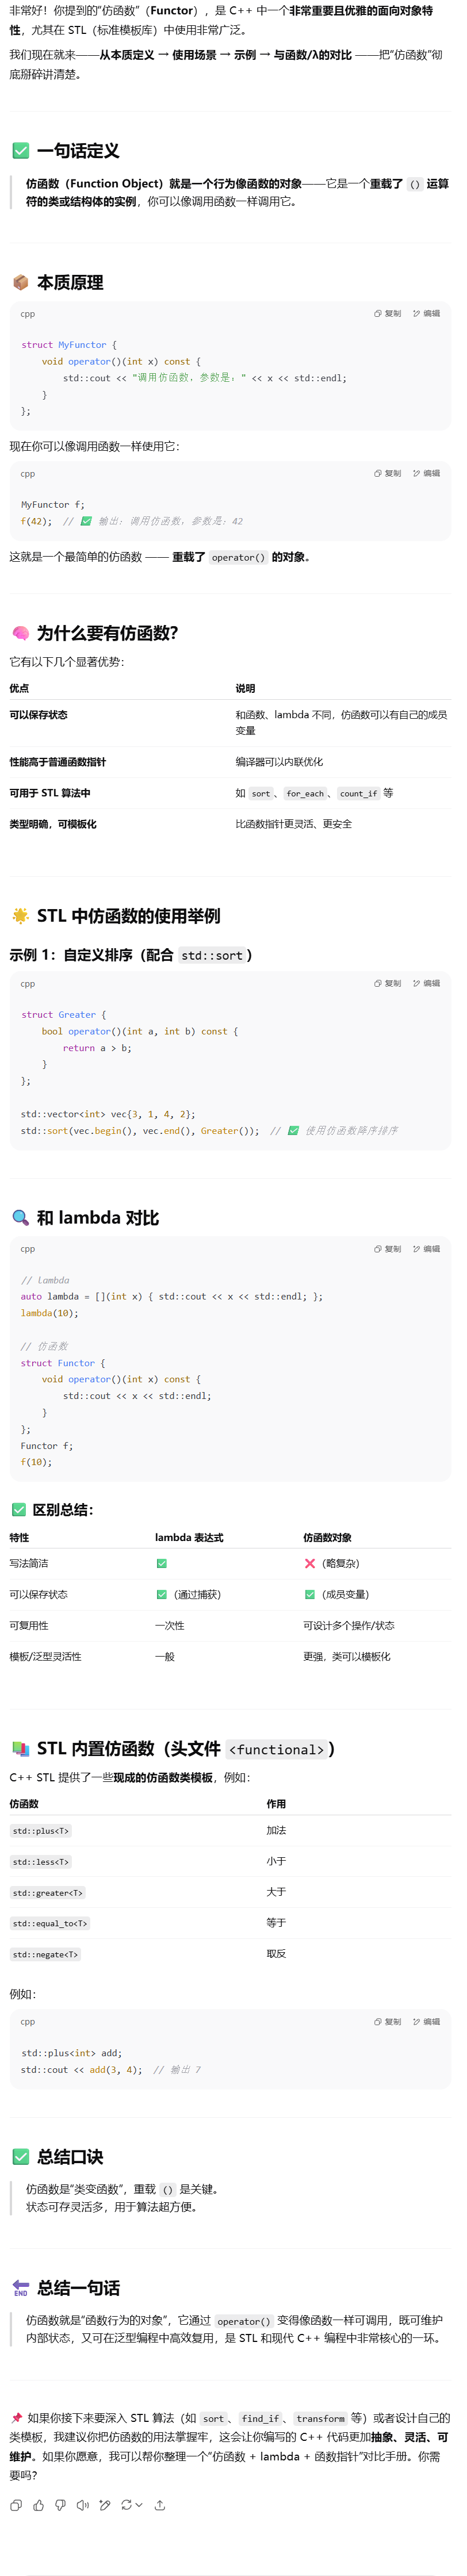 非常好！你提到的“仿函数”（Functor），是 C++ 中一个非常重要且优雅的面向对象特
性，尤其在 STL（标准模板库）中使用非常广泛。
我们现在就来——从本质定义 → 使用场景 → 示例 → 与函数/λ的对比 ——把“仿函数”彻
底掰碎讲清楚。
✅ 一句话定义
仿函数（Function Object）就是一个行为像函数的对象——它是一个重载了 () 运算
符的类或结构体的实例，你可以像调用函数一样调用它。
📦 本质原理
cpp 复制 编辑
struct MyFunctor {
    void operator()(int x) const {
        std::cout << "调用仿函数，参数是：" << x << std::endl;
    }
};
现在你可以像调用函数一样使用它：
cpp 复制 编辑
MyFunctor f;
f(42);  // ✅ 输出：调用仿函数，参数是：42
这就是一个最简单的仿函数 —— 重载了 operator() 的对象。
🧠 为什么要有仿函数？
它有以下几个显著优势：
优点 说明
可以保存状态 和函数、lambda 不同，仿函数可以有自己的成员
变量
性能高于普通函数指针 编译器可以内联优化
可用于 STL 算法中 如 sort、for_each、count_if 等
类型明确，可模板化 比函数指针更灵活、更安全
🌟 STL 中仿函数的使用举例
示例 1：自定义排序（配合 std::sort）
cpp 复制 编辑
struct Greater {
    bool operator()(int a, int b) const {
        return a > b;
    }
};
std::vector<int> vec{3, 1, 4, 2};
std::sort(vec.begin(), vec.end(), Greater());  // ✅ 使用仿函数降序排序
🔍 和 lambda 对比
cpp 复制 编辑
// lambda
auto lambda = [](int x) { std::cout << x << std::endl; };
lambda(10);
// 仿函数
struct Functor {
    void operator()(int x) const {
        std::cout << x << std::endl;
    }
};
Functor f;
f(10);
✅ 区别总结：
特性 lambda 表达式 仿函数对象
写法简洁 ✅ ❌（略复杂）
可以保存状态 ✅（通过捕获） ✅（成员变量）
可复用性 一次性 可设计多个操作/状态
模板/泛型灵活性 一般 更强，类可以模板化
📚 STL 内置仿函数（头文件 <functional>）
C++ STL 提供了一些现成的仿函数类模板，例如：
仿函数 作用
std::plus<T> 加法
std::less<T> 小于
std::greater<T> 大于
std::equal_to<T> 等于
std::negate<T> 取反
例如：
cpp 复制 编辑
std::plus<int> add;
std::cout << add(3, 4);  // 输出 7
✅ 总结口诀
仿函数是“类变函数”，重载 () 是关键。
状态可存灵活多，用于算法超方便。
🔚 总结一句话
仿函数就是“函数行为的对象”，它通过 operator() 变得像函数一样可调用，既可维护
内部状态，又可在泛型编程中高效复用，是 STL 和现代 C++ 编程中非常核心的一环。
📌 如果你接下来要深入 STL 算法（如 sort、find_if、transform 等）或者设计自己的
类模板，我建议你把仿函数的用法掌握牢，这会让你编写的 C++ 代码更加抽象、灵活、可
维护。如果你愿意，我可以帮你整理一个“仿函数 + lambda + 函数指针”对比手册。你需
要吗？